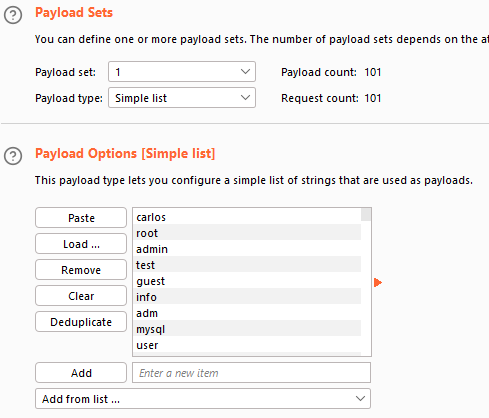 Payload Sets
You can define one or more payload sets. The number of payload sets depends on the at
Payload set: 1 Payload count: 101
Payload type: Simple list Request count: 101
Payload Options [Simple list]
This payload type lets you configure a simple list of strings that are used as payloads.
Paste
Load ...
Remove
Clear
Deduplicate
carlos
root
admin
test
guest
info
adm
mysql
user
Add Enter a new item
Add from list ...